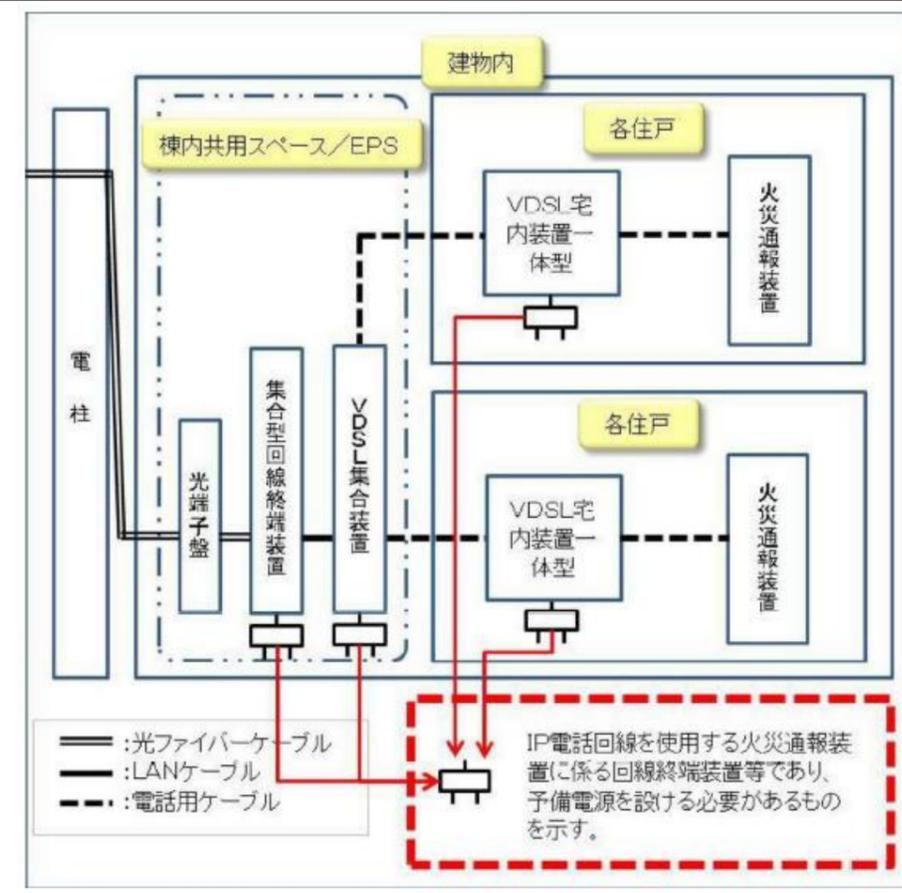 建物内
棟内共用スペース／EPS
各住戸
VDSL宅
内装置一
体型
火災通報装置
電柱
光端子盤
集合型回線終端装置
VDSL集合装置
各住戸
VDSL宅
内装置一
体型
火災通報装置
:光ファイバーケーブル
:LANケーブル
:電話用ケーブル
IP電話回線を使用する火災通報装
置に係る回線終端装置等であり、
予備電源を設ける必要があるもの
を示す。